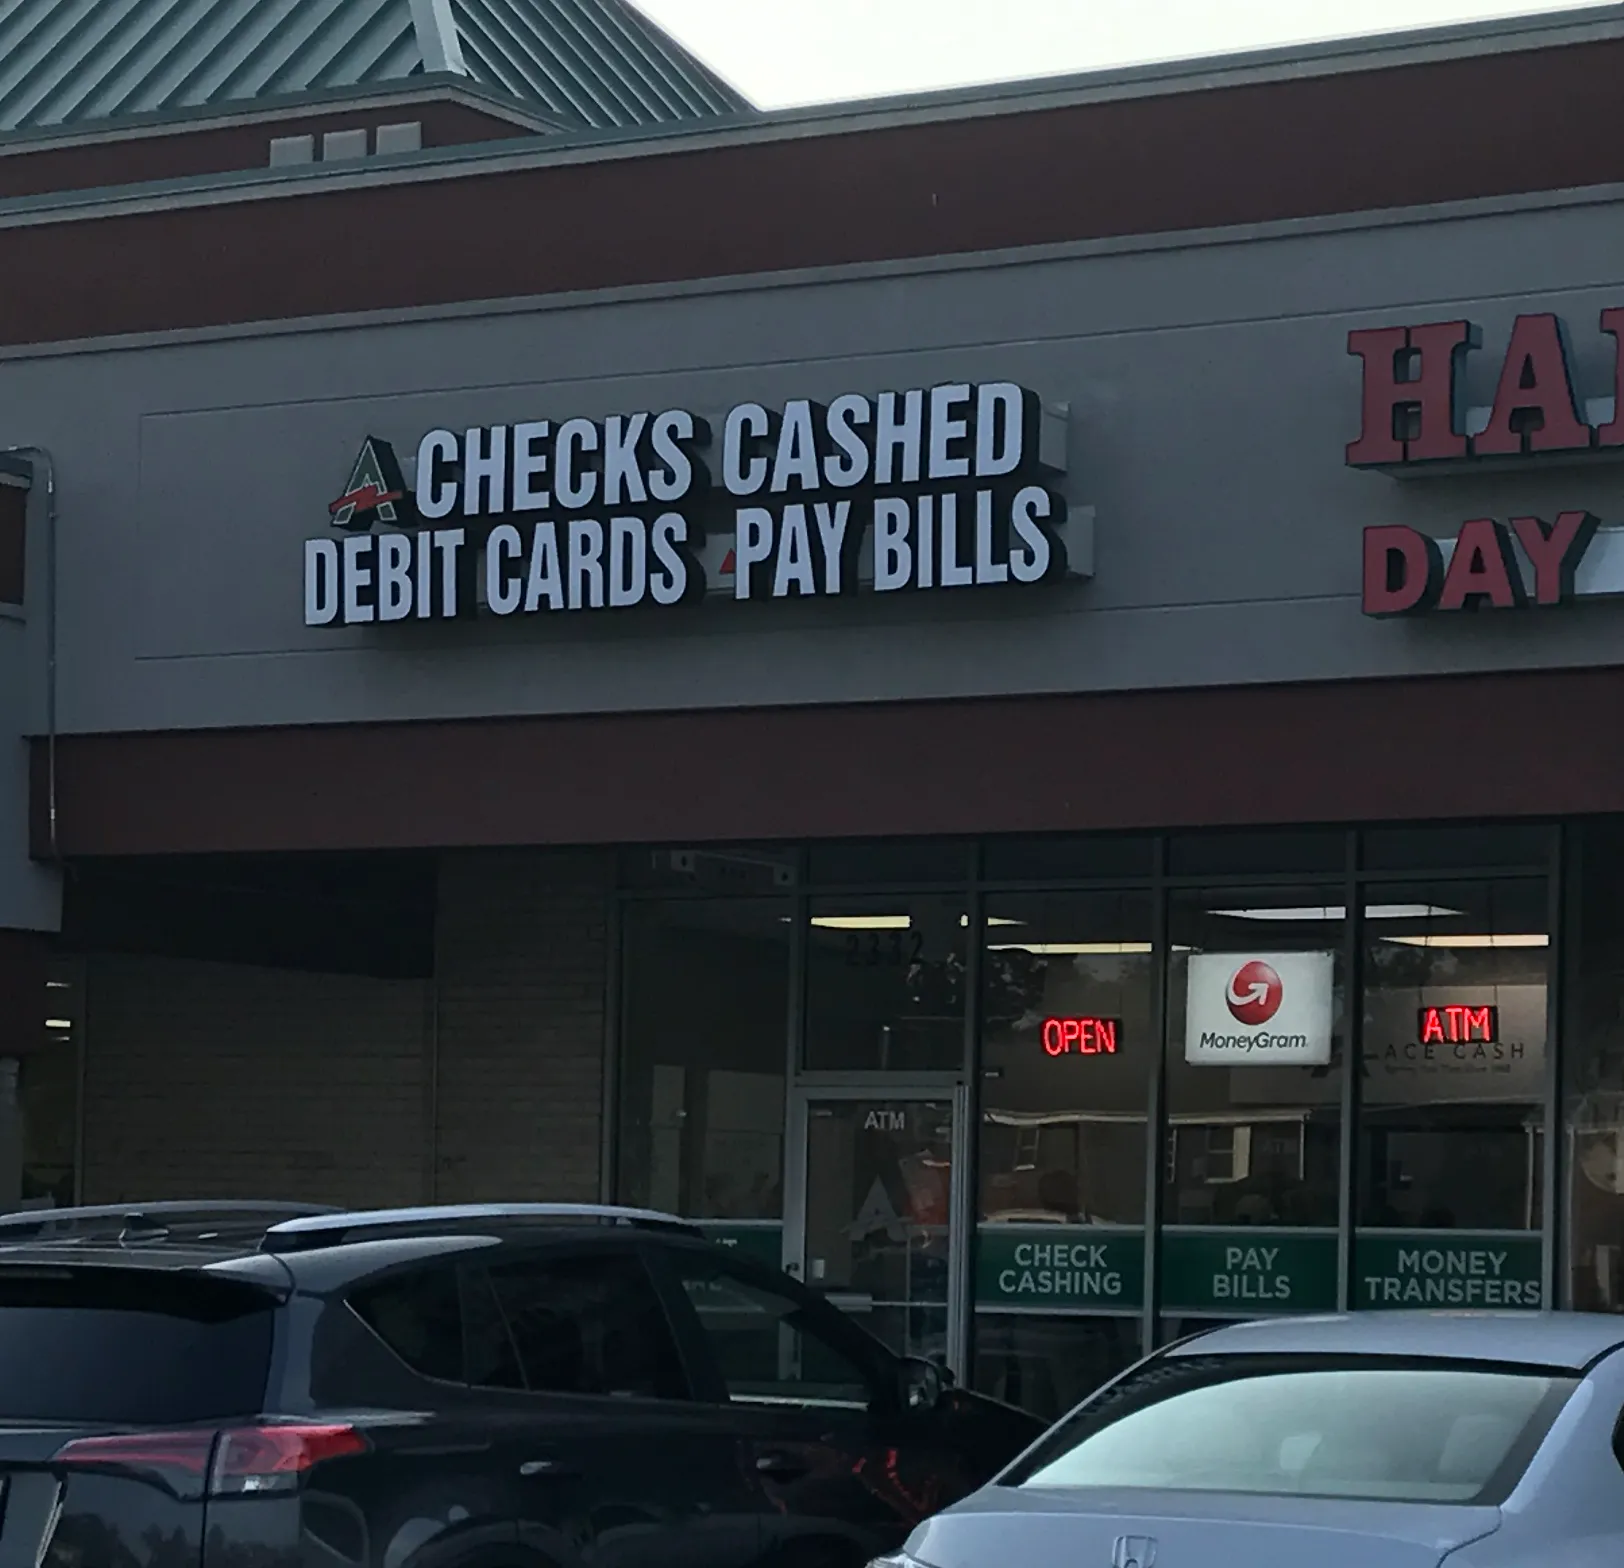 A CHECKS CASHED
DEBIT CARDS PAY BILLS
HA
DAY
2332
OPEN
MoneyGram
ATM
ACE CASH
ATM
A
CHECK
CASHING
PAY
BILLS
MONEY
TRANSFERS